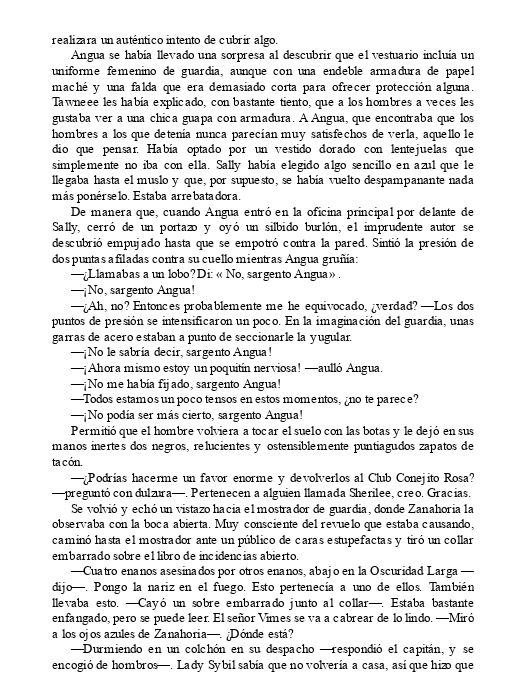 realizara un auténtico intento de cubrir algo.
Angua se había llevado una sorpresa al descubrir que el vestuario incluía un
uniforme femenino de guardia, aunque con una endeble armadura de papel
maché y una falda que era demasiado corta para ofrecer protección alguna.
Tawneee les había explicado, con bastante tiento, que a los hombres a veces les
gustaba ver a una chica guapa con armadura. A Angua, que encontraba que los
hombres a los que detenía nunca parecían muy satisfechos de verla, aquello le
dio que pensar. Había optado por un vestido dorado con lentejuelas que
simplemente no iba con ella. Sally había elegido algo sencillo en azul que le
llegaba hasta el muslo y que, por supuesto, se había vuelto despampanante nada
más ponérselo. Estaba arrebatadora.
De manera que, cuando Angua entró en la oficina principal por delante de
Sally, cerró de un portazo y oyó un silbido burlón, el imprudente autor se
descubrió empujado hasta que se empotró contra la pared. Sintió la presión de
dos puntas afiladas contra su cuello mientras Angua gruñía:
—¿Llamabas a un lobo? Di: « No, sargento Angua» .
—¡No, sargento Angua!
—¿Ah, no? Entonces probablemente me he equivocado, ¿verdad? —Los dos
puntos de presión se intensificaron un poco. En la imaginación del guardia, unas
garras de acero estaban a punto de seccionarle la yugular.
—¡No le sabría decir, sargento Angua!
—¡Ahora mismo estoy un poquitín nerviosa! —aulló Angua.
—¡No me había fijado, sargento Angua!
—Todos estamos un poco tensos en estos momentos, ¿no te parece?
—¡No podía ser más cierto, sargento Angua!
Permitió que el hombre volviera a tocar el suelo con las botas y le dejó en sus
manos inertes dos negros, relucientes y ostensiblemente puntiagudos zapatos de
tacón.
—¿Podrías hacerme un favor enorme y devolverlos al Club Conejito Rosa?
—preguntó con dulzura—. Pertenecen a alguien llamada Sherilee, creo. Gracias.
Se volvió y echó un vistazo hacia el mostrador de guardia, donde Zanahoria la
observaba con la boca abierta. Muy consciente del revuelo que estaba causando,
caminó hasta el mostrador ante un público de caras estupefactas y tiró un collar
embarrado sobre el libro de incidencias abierto.
—Cuatro enanos asesinados por otros enanos, abajo en la Oscuridad Larga —
dijo—. Pongo la nariz en el fuego. Esto pertenecía a uno de ellos. También
llevaba esto. —Cayó un sobre embarrado junto al collar—. Estaba bastante
enfangado, pero se puede leer. El señor Vimes se va a cabrear de lo lindo. —Miró
a los ojos azules de Zanahoria—. ¿Dónde está?
—Durmiendo en un colchón en su despacho —respondió el capitán, y se
encogió de hombros—. Lady Sybil sabía que no volvería a casa, así que hizo que